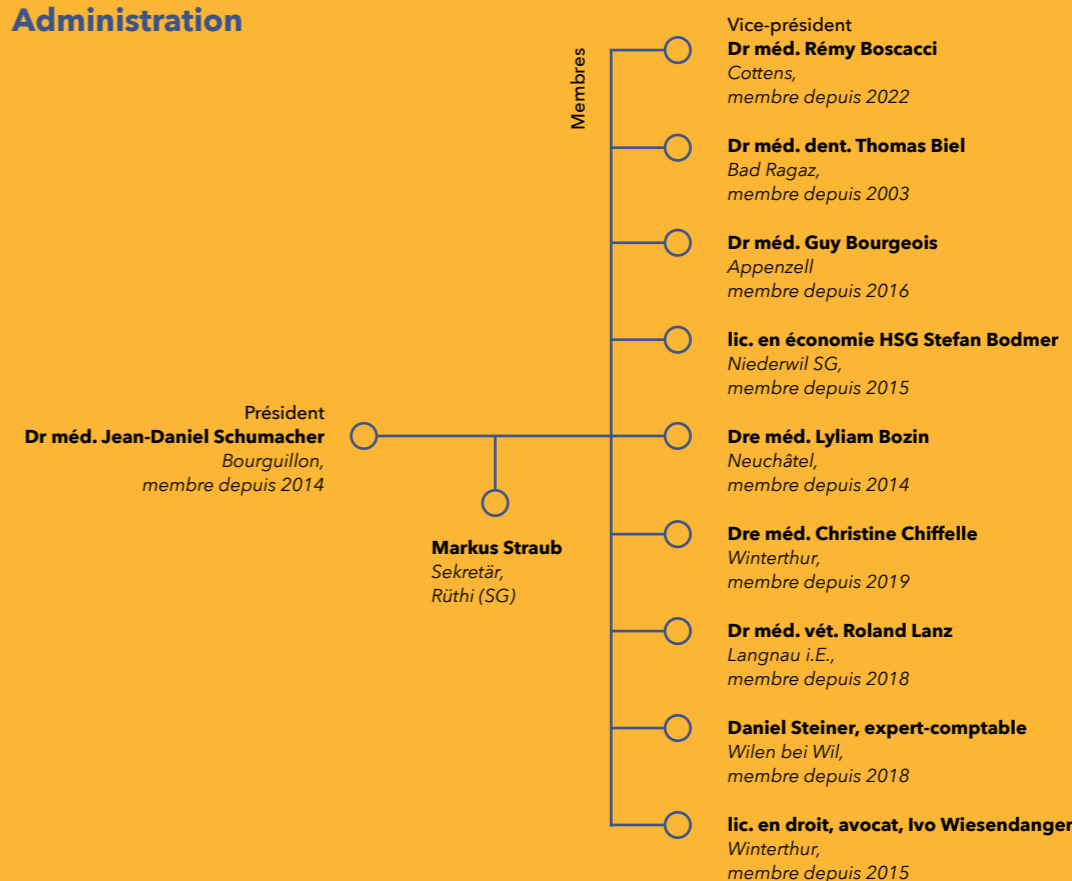 Administration
Membres
Vice-président
Dr méd. Rémy Boscacci
Cottens,
membre depuis 2022
Dr méd. dent. Thomas Biel
Bad Ragaz,
membre depuis 2003
Dr méd. Guy Bourgeois
Appenzell
membre depuis 2016
lic. en économie HSG Stefan Bodmer
Niederwil SG,
membre depuis 2015
Président
Dr méd. Jean-Daniel Schumacher
Bourguillon,
membre depuis 2014
Markus Straub
Sekretär,
Rüthi (SG)
Dre méd. Lyliam Bozin
Neuchâtel,
membre depuis 2014
Dre méd. Christine Chiffelle
Winterthur,
membre depuis 2019
Dr méd. vét. Roland Lanz
Langnau i.E.,
membre depuis 2018
Daniel Steiner, expert-comptable
Wilen bei Wil,
membre depuis 2018
lic. en droit, avocat, Ivo Wiesendanger
Winterthur,
membre depuis 2015